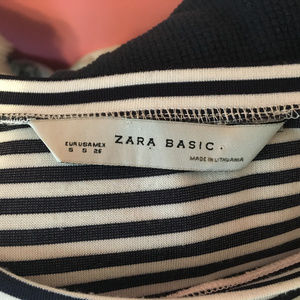 EUR USA MEX
S S 26
ZARA BASIC.
MADE IN LITHUANIA